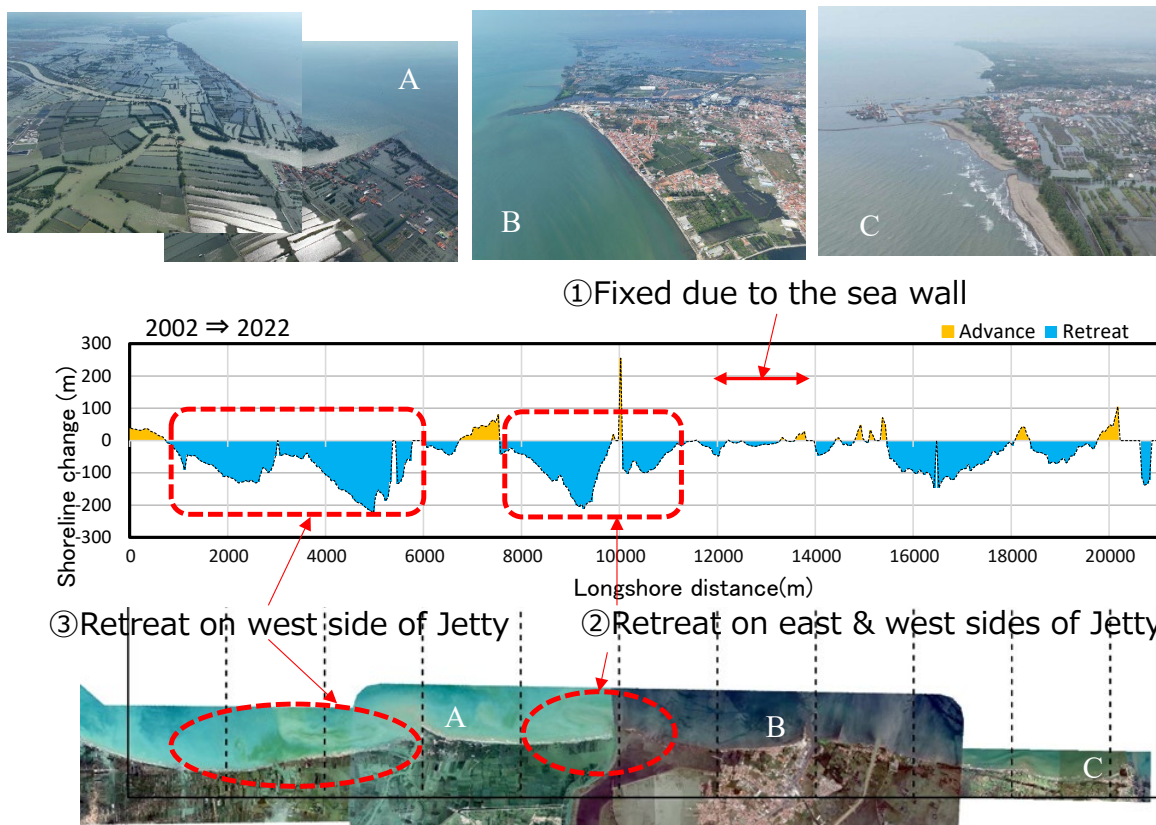 A
B
C
①Fixed due to the sea wall
2002 ⇒ 2022
Advance
Retreat
Shoreline change (m)
300
200
100
0
-100
-200
-300
0
2000
4000
6000
8000
10000
12000
14000
16000
18000
20000
Longshore distance(m)
③Retreat on west side of Jetty
②Retreat on east & west sides of Jetty
A
B
C